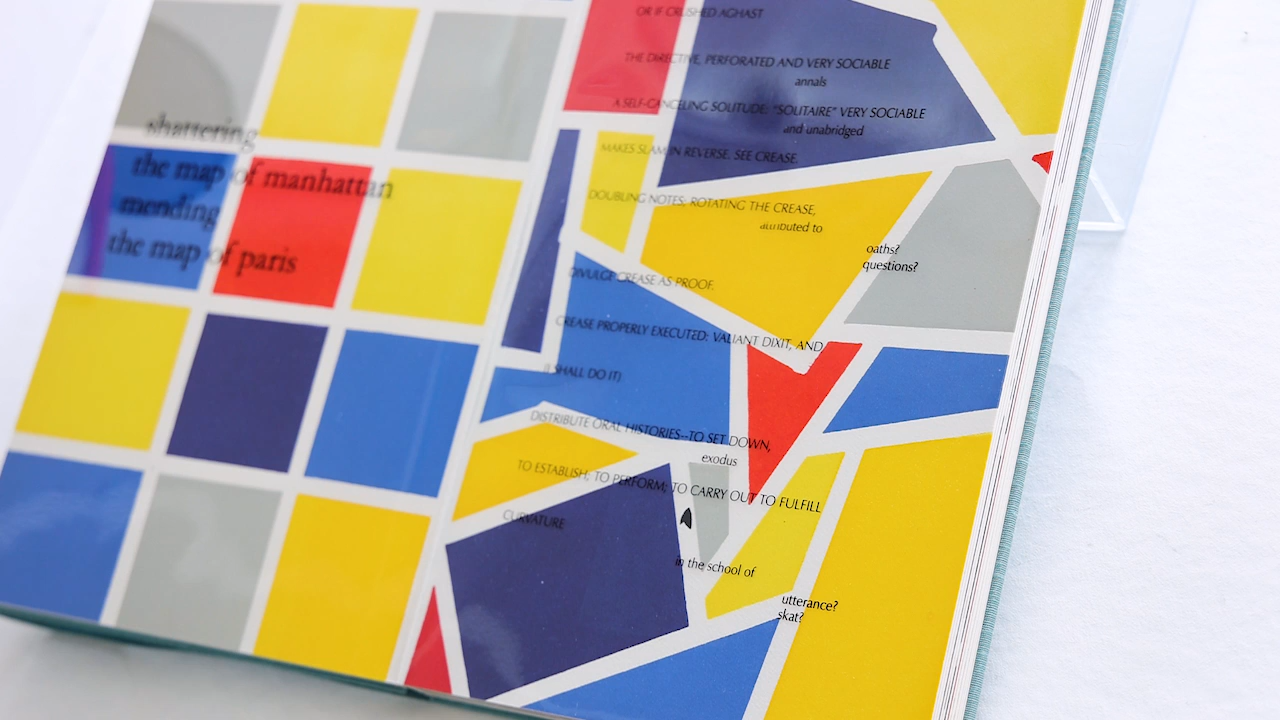 shattering
the map of manhattan
mending
the map of paris
OR IF CRUSHED AGHAST
THE DIRECTIVE, PERFORATED AND VERY SOCIABLE
annals
A SELF-CANCELING SOLITUDE: "SOLITAIRE" VERY SOCIABLE
and unabridged
MAKES SLAM IN REVERSE. SEE CREASE.
DOUBLING NOTES; ROTATING THE CREASE,
attributed to
oaths?
questions?
DIVULGE CREASE AS PROOF.
CREASE PROPERLY EXECUTED: VALIANT DIXIT, AND
(I SHALL DO IT)
DISTRIBUTE ORAL HISTORIES--TO SET DOWN,
exodus
TO ESTABLISH; TO PERFORM; TO CARRY OUT TO FULFILL
CURVATURE
in the school of
utterance?
skat?